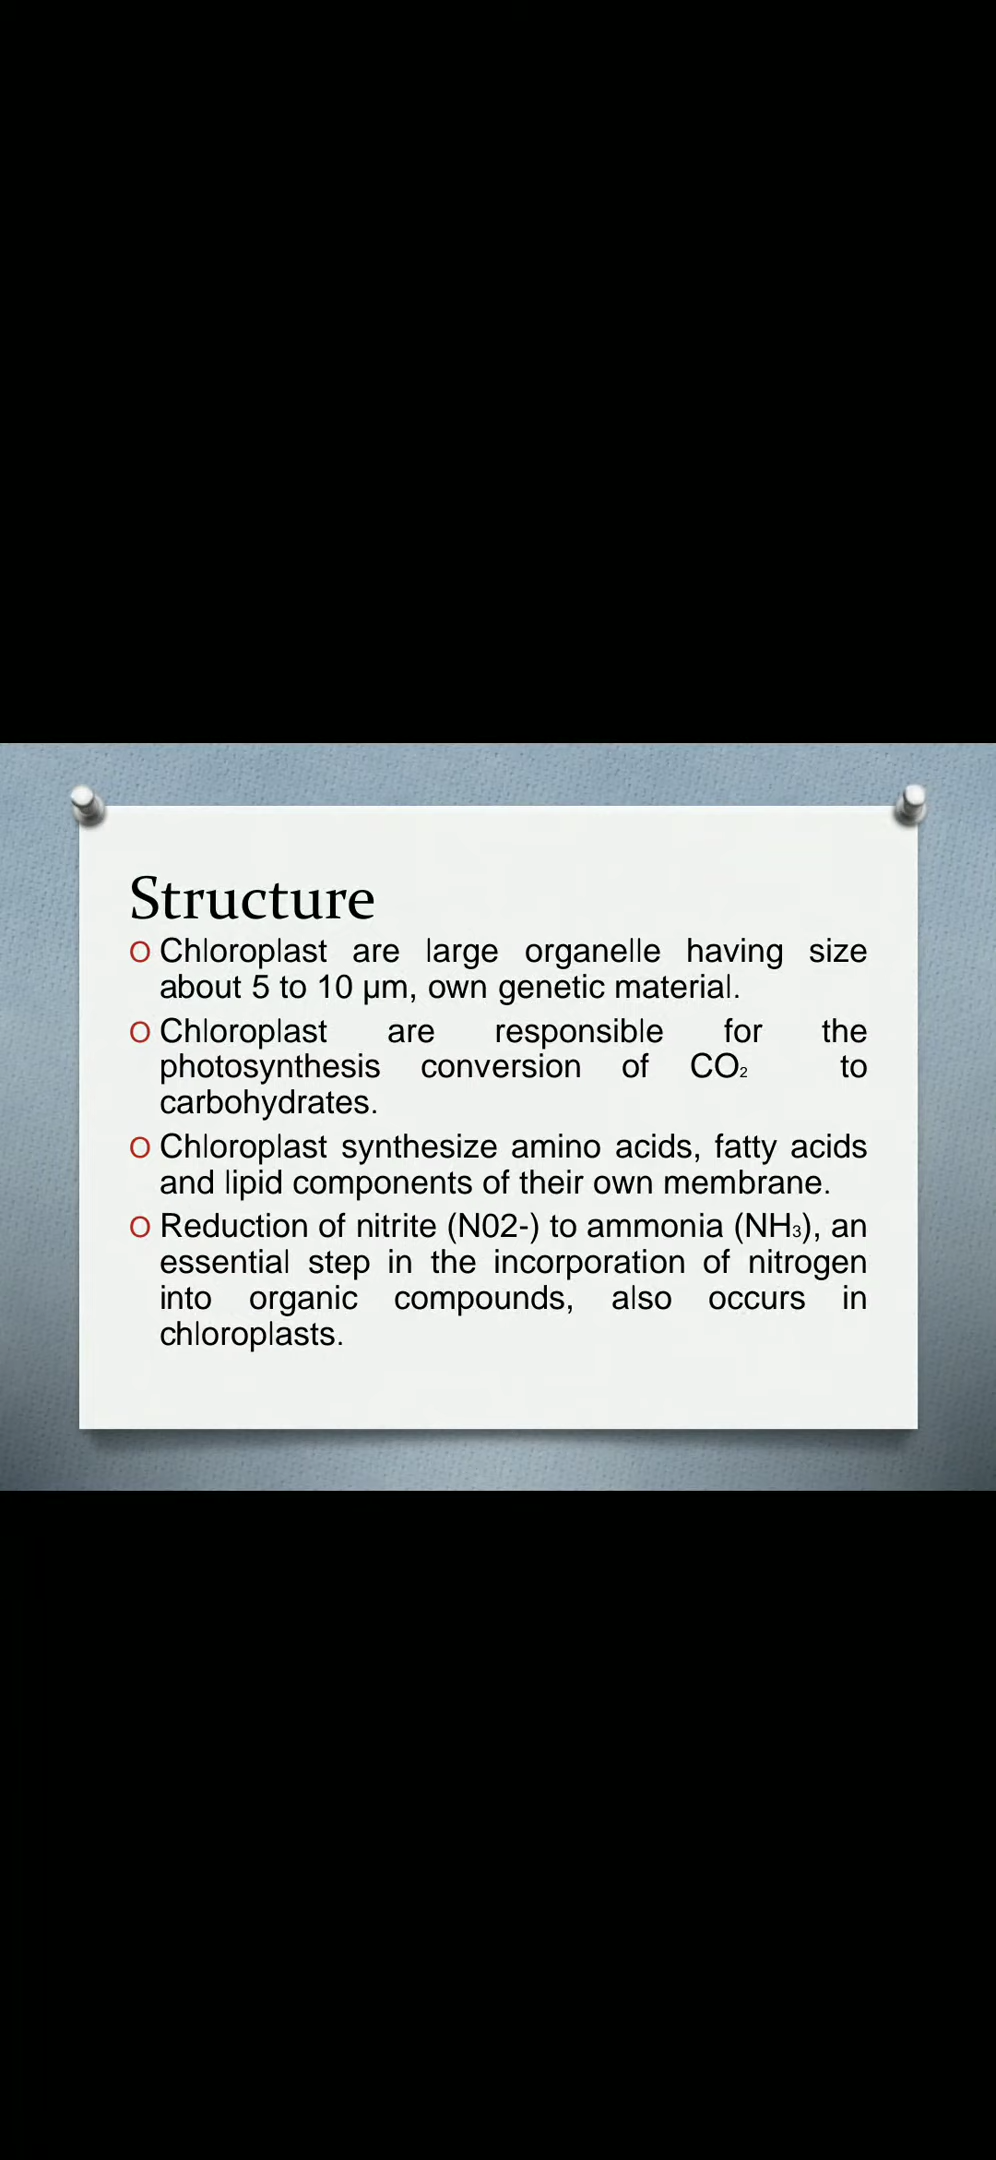 Structure
O Chloroplast are large organelle having size
about 5 to 10 µm, own genetic material.
O Chloroplast are responsible for the
photosynthesis conversion of CO₂ to
carbohydrates.
O Chloroplast synthesize amino acids, fatty acids
and lipid components of their own membrane.
O Reduction of nitrite (N02-) to ammonia (NH₃), an
essential step in the incorporation of nitrogen
into organic compounds, also occurs in
chloroplasts.